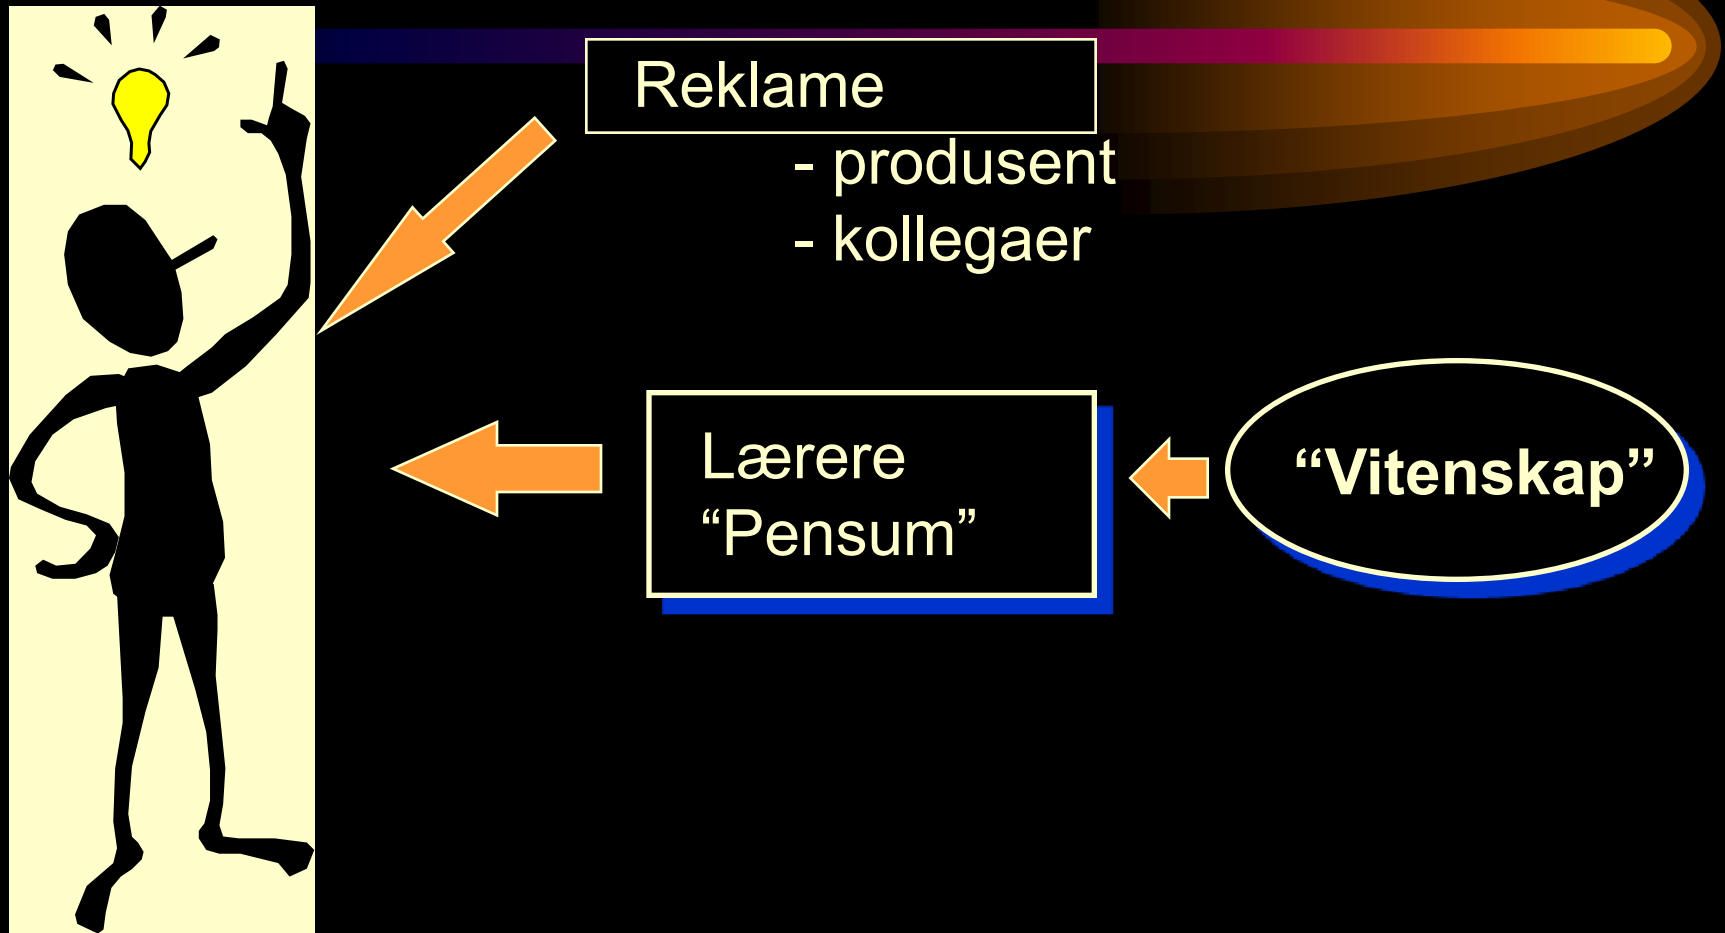 Reklame
- produsent
- kollegaer
Lærere
“Pensum”
“Vitenskap”